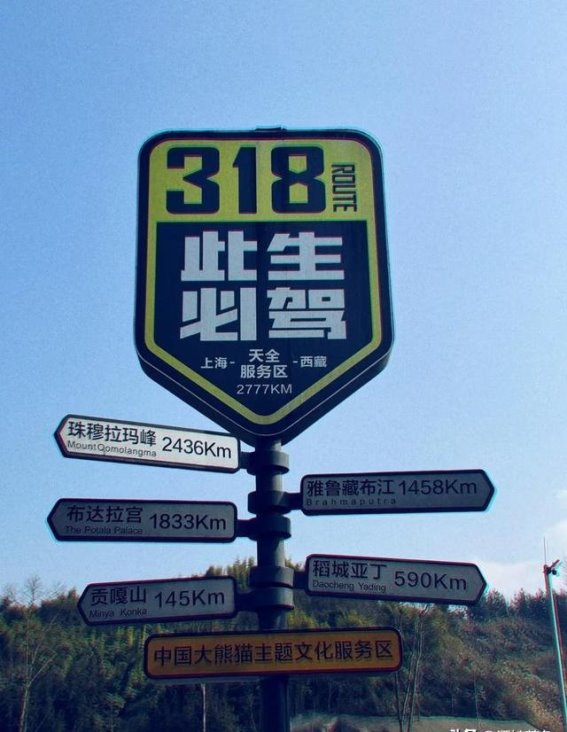 318 ROUTE
此生
必驾
上海-天全服务区-西藏
2777KM
珠穆拉玛峰 2436Km
Mount Qomolangma
雅鲁藏布江 1458Km
Brahmaputra
布达拉宫 1833Km
The Potala Palace
稻城亚丁 590Km
Daocheng Yading
贡嘎山 145Km
Minya Konka
中国大熊猫主题文化服务区